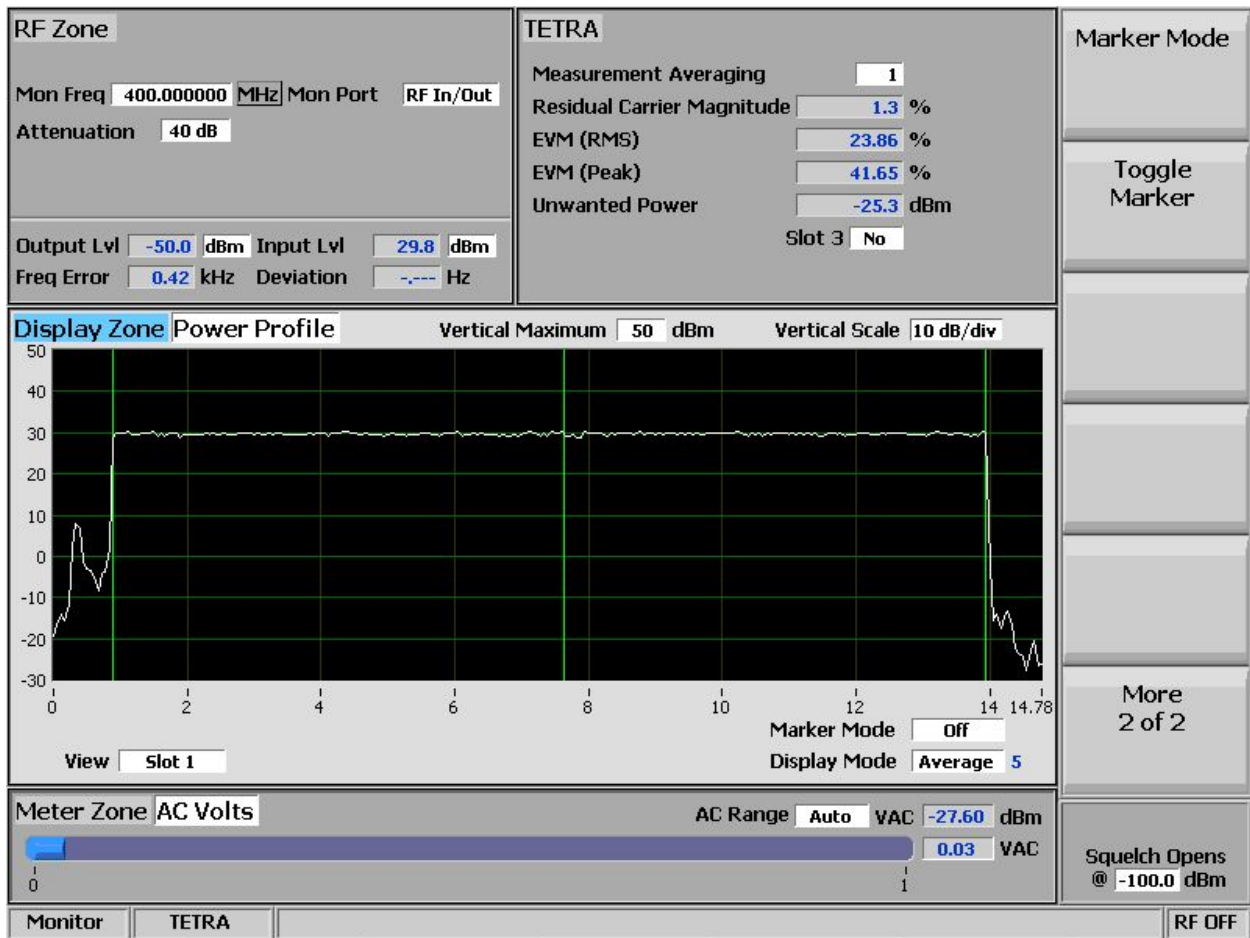 RF Zone
Mon Freq 400.000000 MHz Mon Port RF In/Out
Attenuation 40 dB
Output Lvl -50.0 dBm Input Lvl 29.8 dBm
Freq Error 0.42 kHz Deviation -.--- Hz
TETRA
Measurement Averaging 1
Residual Carrier Magnitude 1.3 %
EVM (RMS) 23.86 %
EVM (Peak) 41.65 %
Unwanted Power -25.3 dBm
Slot 3 No
Display Zone Power Profile Vertical Maximum 50 dBm Vertical Scale 10 dB/div
50
40
30
20
10
0
-10
-20
-30
0 2 4 6 8 10 12 14 14.78
Marker Mode Off
View Slot 1 Display Mode Average 5
Meter Zone AC Volts AC Range Auto VAC -27.60 dBm
0.03 VAC
0 1
Monitor TETRA RF OFF
Marker Mode
Toggle
Marker
More
2 of 2
Squelch Opens
@ -100.0 dBm